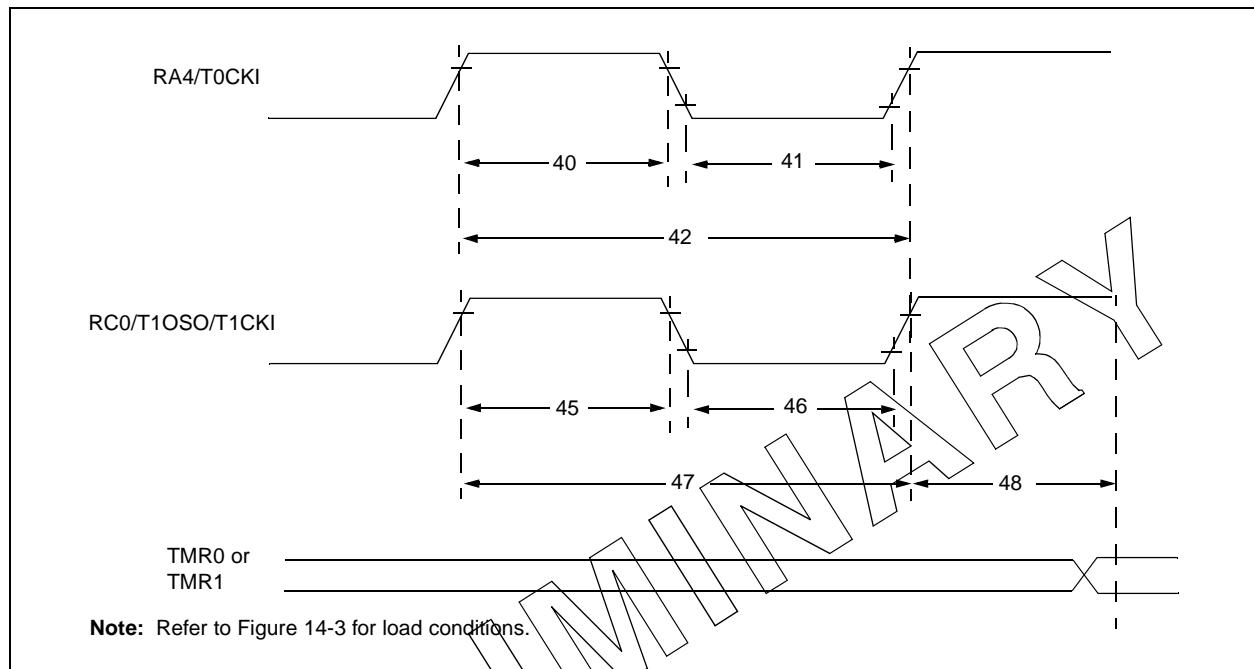 RA4/T0CKI
40
41
42
RC0/T1OSO/T1CKI
45
46
47
48
TMR0 or
TMR1
Note: Refer to Figure 14-3 for load conditions.
IMINARY